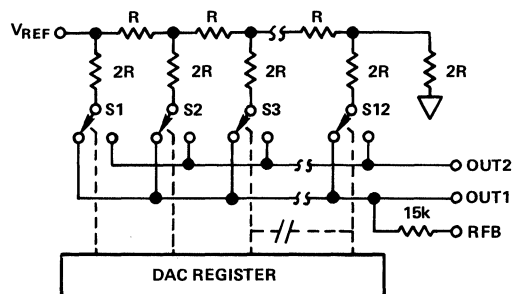 R R R
VREF
2R 2R 2R 2R 2R
S1 S2 S3 S12
OUT2
OUT1
15k
RFB
DAC REGISTER